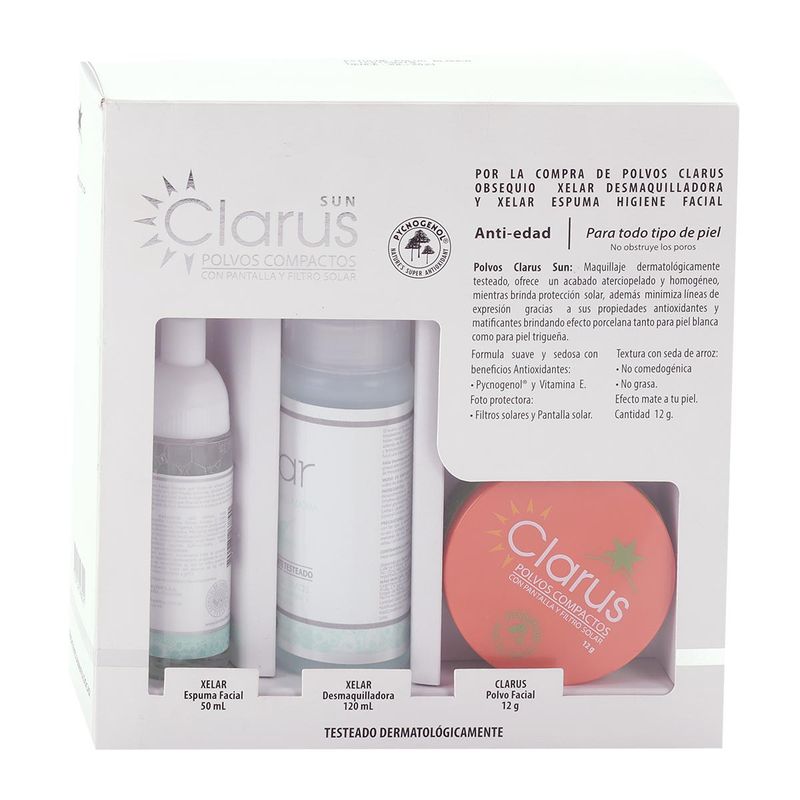 SUN
Clarus
POLVOS COMPACTOS
CON PANTALLA Y FILTRO SOLAR
PYCNOGENOL®
NATURE'S SUPER ANTIOXIDANT
POR LA COMPRA DE POLVOS CLARUS
OBSEQUIO XELAR DESMAQUILLADORA
Y XELAR ESPUMA HIGIENE FACIAL
Anti-edad | Para todo tipo de piel
No obstruye los poros
Polvos Clarus Sun: Maquillaje dermatológicamente
testeado, ofrece un acabado aterciopelado y homogéneo,
mientras brinda protección solar, además minimiza líneas de
expresión gracias a sus propiedades antioxidantes y
matificantes brindando efecto porcelana tanto para piel blanca
como para piel trigueña.
Formula suave y sedosa con
beneficios Antioxidantes:
• Pycnogenol® y Vitamina E.
Foto protectora:
• Filtros solares y Pantalla solar.
Textura con seda de arroz:
• No comedogénica
• No grasa.
Efecto mate a tu piel.
Cantidad 12 g.
ar
TESTEADO
Clarus
POLVOS COMPACTOS
CON PANTALLA Y FILTRO SOLAR
12 g
XELAR
Espuma Facial
50 mL
XELAR
Desmaquilladora
120 mL
CLARUS
Polvo Facial
12 g
TESTEADO DERMATOLÓGICAMENTE